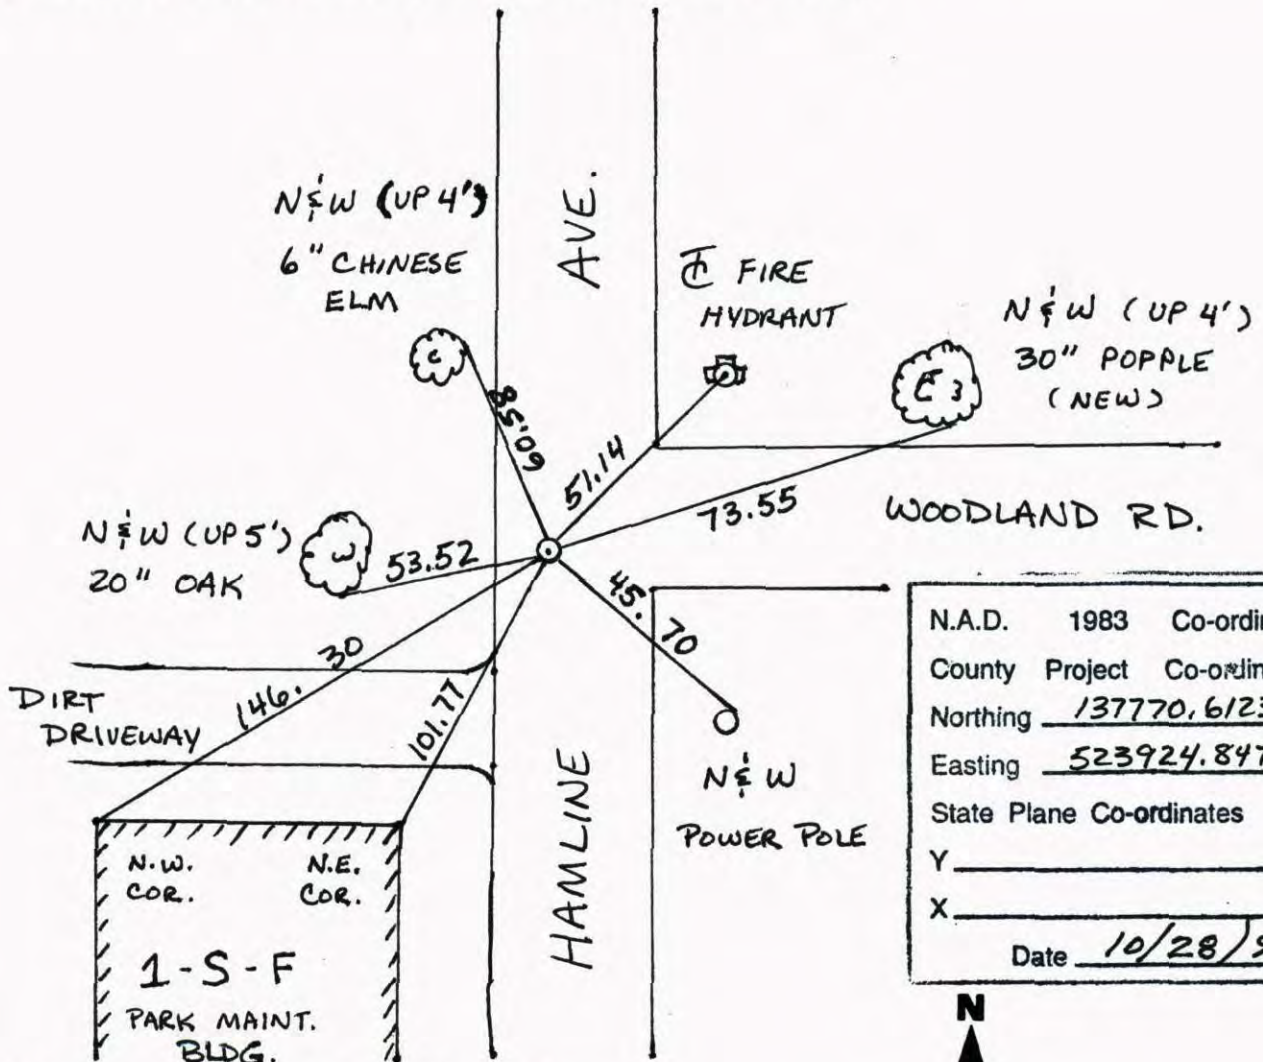 N & W (UP 4')
6" CHINESE
ELM
C
AVE.
℄ FIRE
HYDRANT
N & W (UP 4')
30" POPPLE
(NEW)
60.58
51.14
73.55
WOODLAND RD.
N & W (UP 5')
20" OAK
W
53.52
45.70
146.30
101.77
DIRT
DRIVEWAY
N & W
POWER POLE
HAMLINE
N.W.
COR.
N.E.
COR.
1-S-F
PARK MAINT.
BLDG.
N.A.D. 1983 Co-ordin
County Project Co-ordin
Northing 137770.6123
Easting 523924.847
State Plane Co-ordinates
Y
X
Date 10/28/9
N